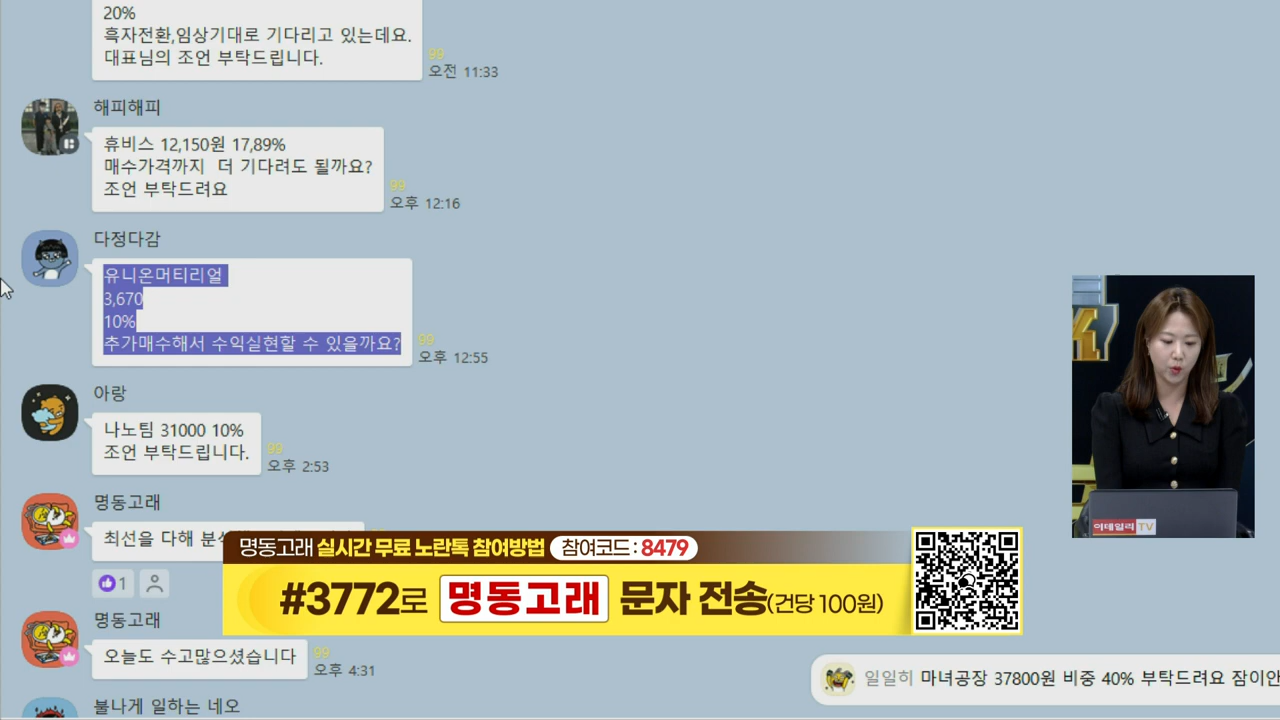 20%
흑자전환,임상기대로 기다리고 있는데요.
대표님의 조언 부탁드립니다.
99
오전 11:33
해피해피
휴비스 12,150원 17,89%
매수가격까지 더 기다려도 될까요?
조언 부탁드려요
99
오후 12:16
다정다감
유니온머티리얼
3,670
10%
추가매수해서 수익실현할 수 있을까요?
99
오후 12:55
아랑
나노팀 31000 10%
조언 부탁드립니다.
99
오후 2:53
명동고래
최선을 다해 분석
1
명동고래
오늘도 수고많으셨습니다
99
오후 4:31
불나게 일하는 네오
명동고래 실시간 무료 노란톡 참여방법 참여코드 : 8479
#3772로 명동고래 문자 전송(건당 100원)
이데일리TV
일일히 마녀공장 37800원 비중 40% 부탁드려요 잠이안